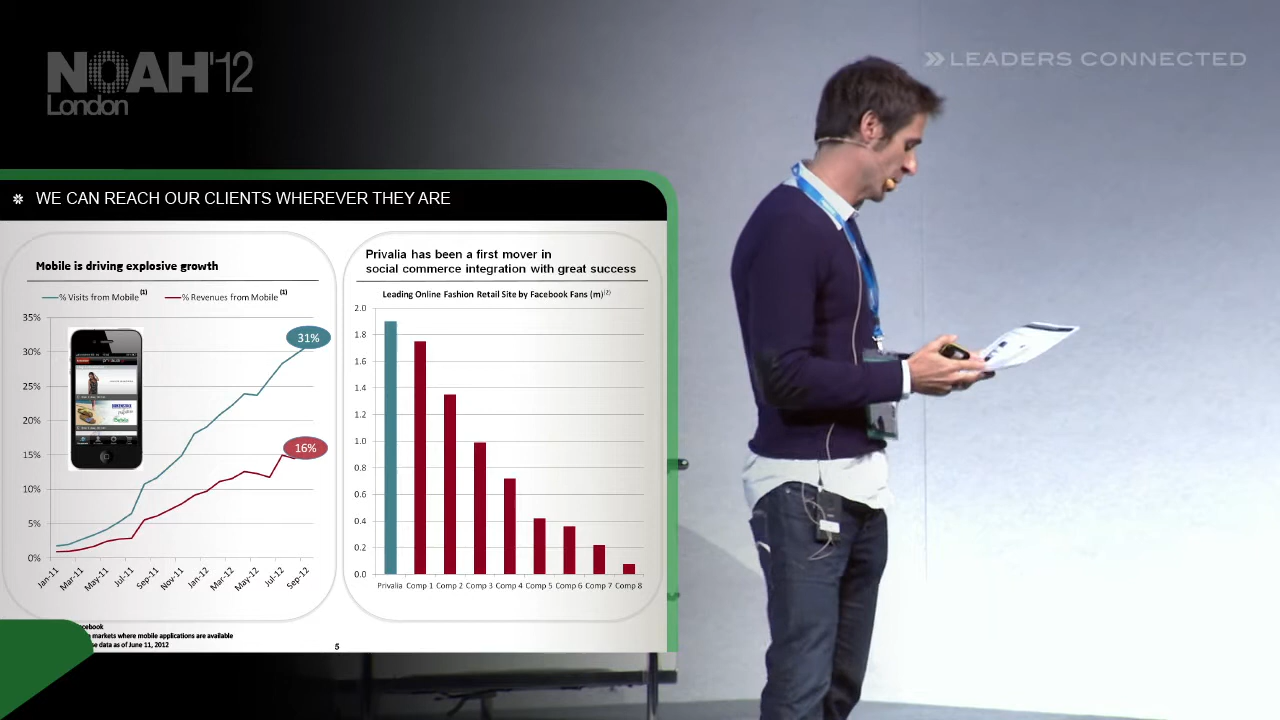 NOAH'12
London
LEADERS CONNECTED
WE CAN REACH OUR CLIENTS WHEREVER THEY ARE
Mobile is driving explosive growth
% Visits from Mobile (1)
% Revenues from Mobile (1)
35%
30%
25%
20%
15%
10%
5%
0%
31%
16%
Jan-11
Mar-11
May-11
Jul-11
Sep-11
Nov-11
Jan-12
Mar-12
May-12
Jul-12
Sep-12
Privalia has been a first mover in
social commerce integration with great success
Leading Online Fashion Retail Site by Facebook Fans (m)(2)
2.0
1.8
1.6
1.4
1.2
1.0
0.8
0.6
0.4
0.2
0.0
Privalia Comp 1 Comp 2 Comp 3 Comp 4 Comp 5 Comp 6 Comp 7 Comp 8
markets where mobile applications are available
data as of June 11, 2012
5